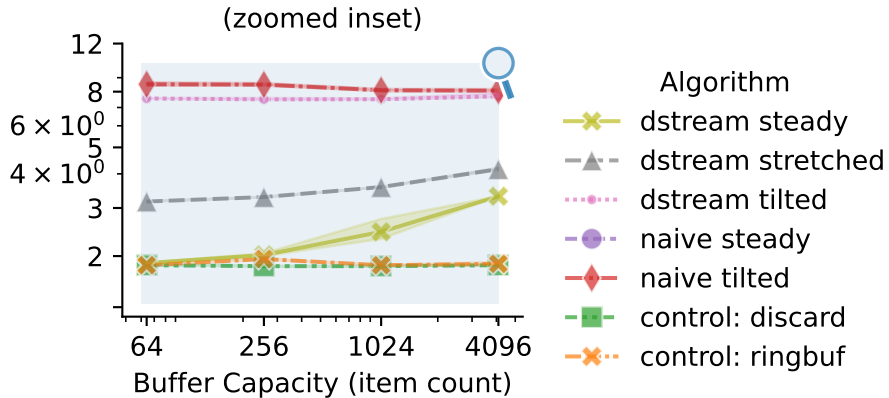 (zoomed inset)
12
8
6 × 10⁰
5
4 × 10⁰
3
2
64 256 1024 4096
Buffer Capacity (item count)
Algorithm
dstream steady
dstream stretched
dstream tilted
naive steady
naive tilted
control: discard
control: ringbuf